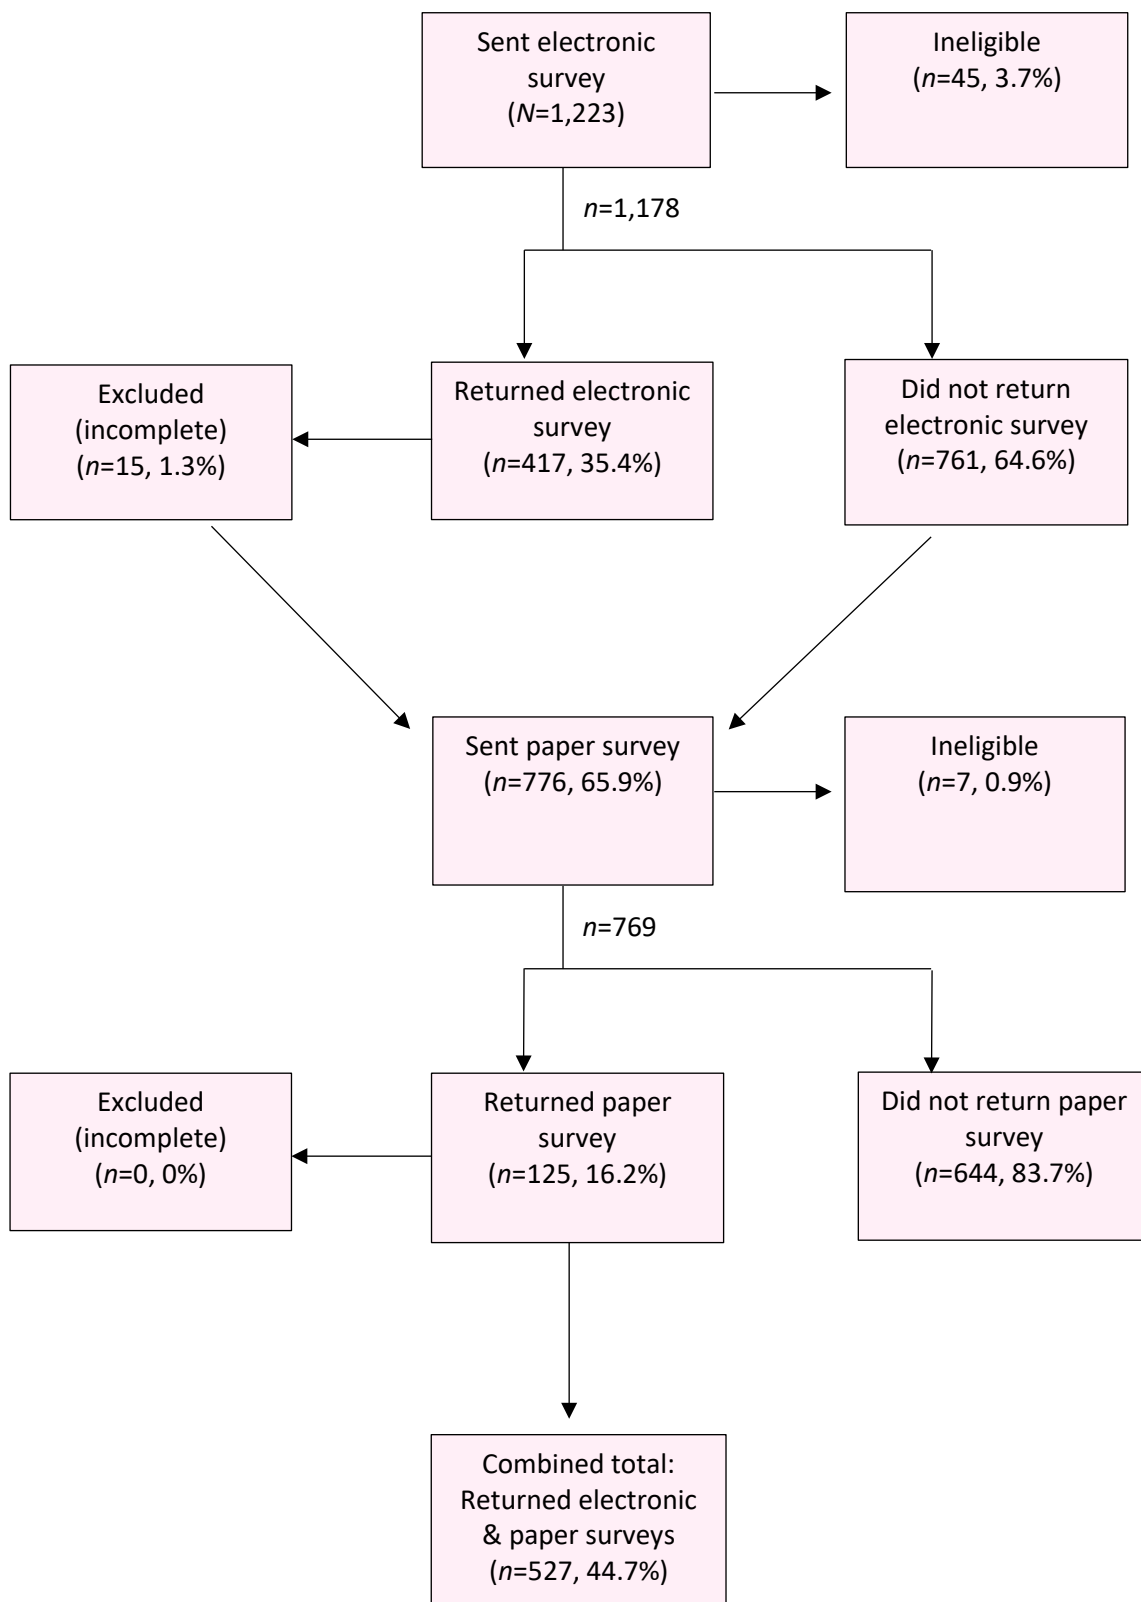 Sent electronic
survey
(N=1,223)
Ineligible
(n=45, 3.7%)
n=1,178
Excluded
(incomplete)
(n=15, 1.3%)
Returned electronic
survey
(n=417, 35.4%)
Did not return
electronic survey
(n=761, 64.6%)
Sent paper survey
(n=776, 65.9%)
Ineligible
(n=7, 0.9%)
n=769
Excluded
(incomplete)
(n=0, 0%)
Returned paper
survey
(n=125, 16.2%)
Did not return paper
survey
(n=644, 83.7%)
Combined total:
Returned electronic
& paper surveys
(n=527, 44.7%)